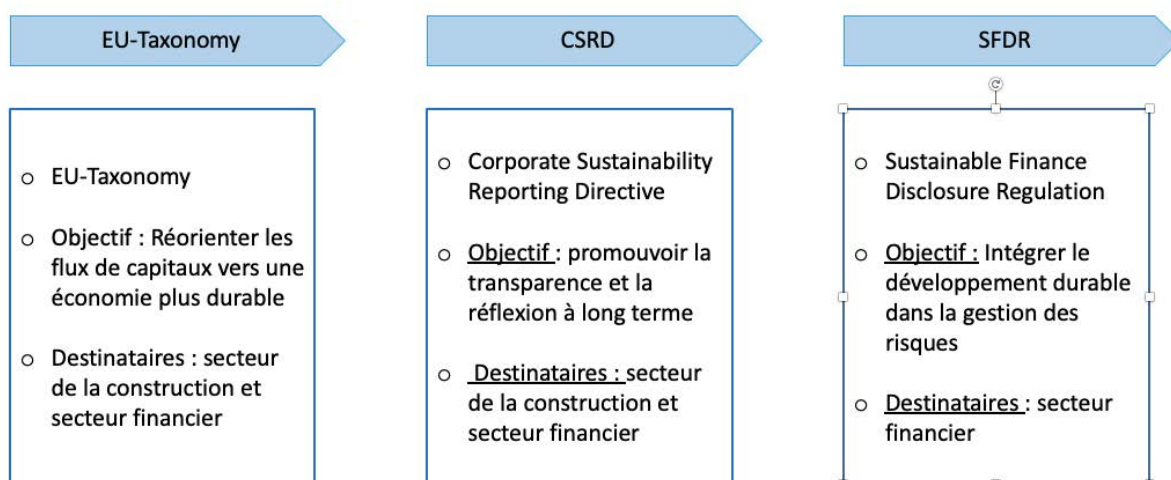 EU-Taxonomy
CSRD
SFDR
○ EU-Taxonomy
○ Objectif : Réorienter les
flux de capitaux vers une
économie plus durable
○ Destinataires : secteur
de la construction et
secteur financier
○ Corporate Sustainability
Reporting Directive
○ Objectif : promouvoir la
transparence et la
réflexion à long terme
○ Destinataires : secteur
de la construction et
secteur financier
○ Sustainable Finance
Disclosure Regulation
○ Objectif : Intégrer le
développement durable
dans la gestion des
risques
○ Destinataires : secteur
financier